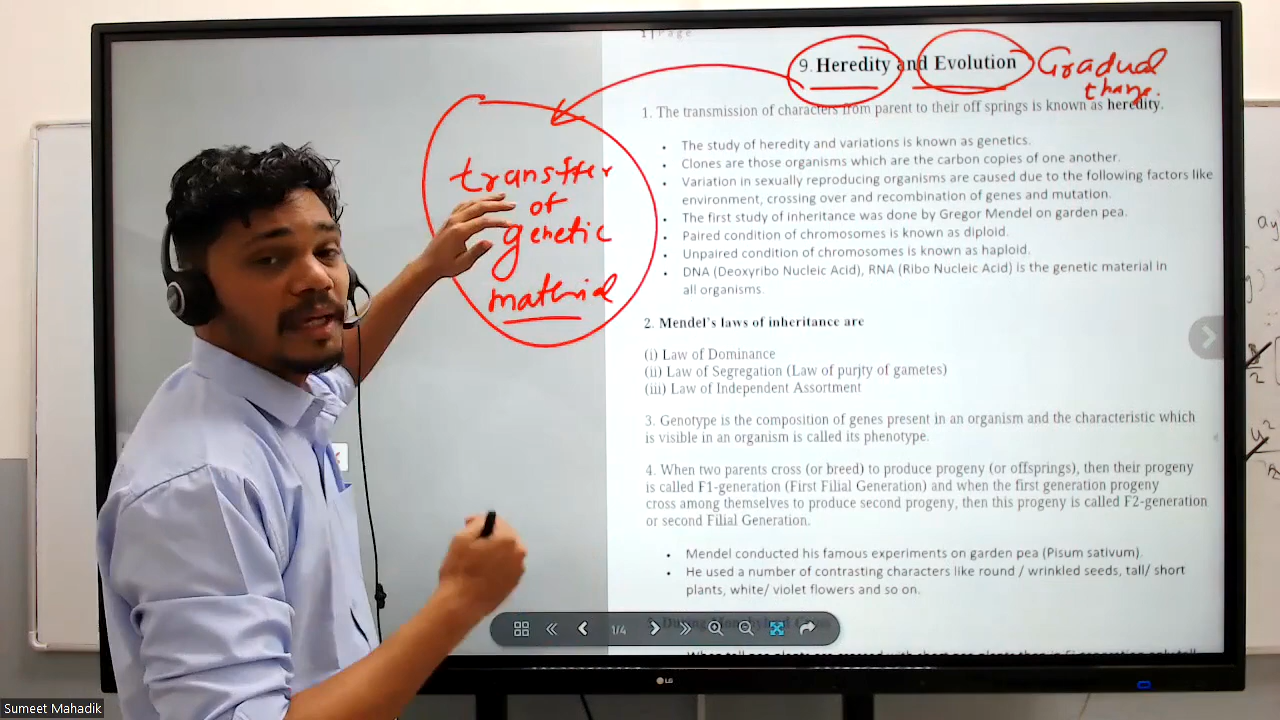 1 | Page
9. Heredity and Evolution
Gradual
change.
1. The transmission of characters from parent to their off springs is known as heredity.
transfer
of
genetic
material
• The study of heredity and variations is known as genetics.
• Clones are those organisms which are the carbon copies of one another.
• Variation in sexually reproducing organisms are caused due to the following factors like
environment, crossing over and recombination of genes and mutation.
• The first study of inheritance was done by Gregor Mendel on garden pea.
• Paired condition of chromosomes is known as diploid.
• Unpaired condition of chromosomes is known as haploid.
• DNA (Deoxyribo Nucleic Acid), RNA (Ribo Nucleic Acid) is the genetic material in
all organisms.
2. Mendel's laws of inheritance are
(i) Law of Dominance
(ii) Law of Segregation (Law of purity of gametes)
(iii) Law of Independent Assortment
3. Genotype is the composition of genes present in an organism and the characteristic which
is visible in an organism is called its phenotype.
4. When two parents cross (or breed) to produce progeny (or offsprings), then their progeny
is called F1-generation (First Filial Generation) and when the first generation progeny
cross among themselves to produce second progeny, then this progeny is called F2-generation
or second Filial Generation.
• Mendel conducted his famous experiments on garden pea (Pisum sativum).
• He used a number of contrasting characters like round / wrinkled seeds, tall/ short
plants, white/ violet flowers and so on.
1/4
LG
Sumeet Mahadik